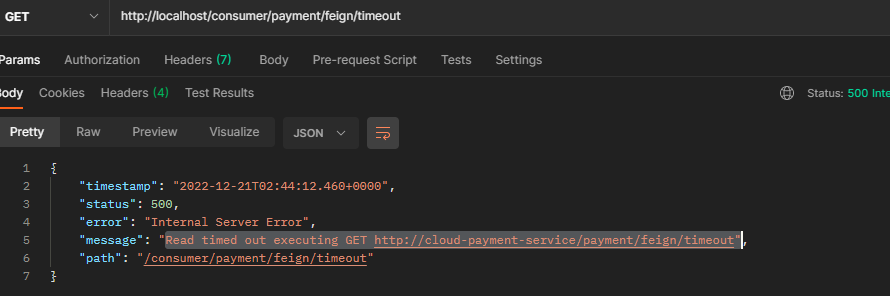 GET http://localhost/consumer/payment/feign/timeout
Params Authorization Headers (7) Body Pre-request Script Tests Settings
Body Cookies Headers (4) Test Results Status: 500 Inte
Pretty Raw Preview Visualize JSON
1 {
2 "timestamp": "2022-12-21T02:44:12.460+0000",
3 "status": 500,
4 "error": "Internal Server Error",
5 "message": "Read timed out executing GET http://cloud-payment-service/payment/feign/timeout",
6 "path": "/consumer/payment/feign/timeout"
7 }